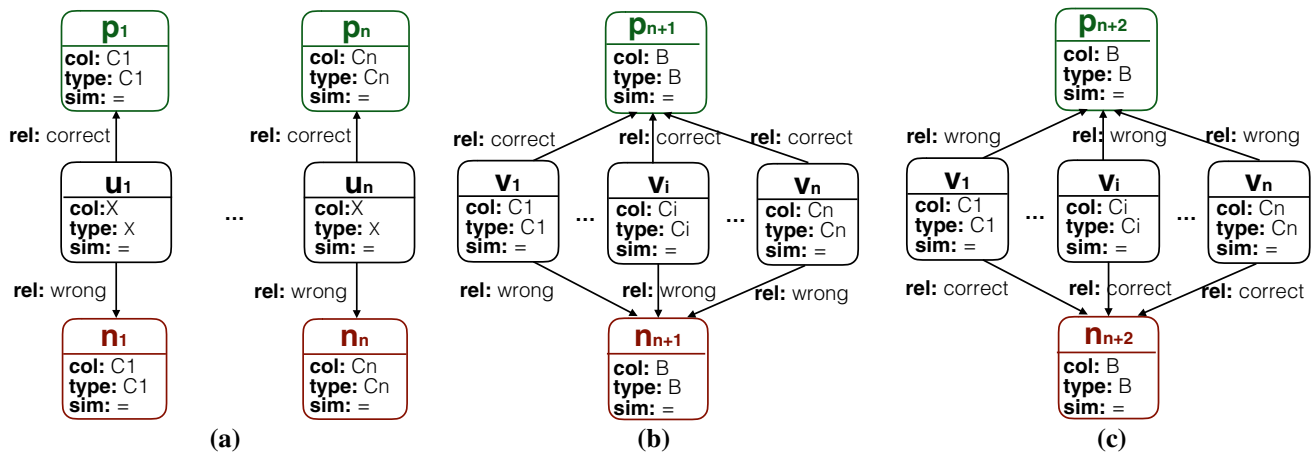 p1
col: C1
type: C1
sim: =
rel: correct
u1
col:X
type: X
sim: =
rel: wrong
n1
col: C1
type: C1
sim: =
...
pn
col: Cn
type: Cn
sim: =
rel: correct
un
col:X
type: X
sim: =
rel: wrong
nn
col: Cn
type: Cn
sim: =
(a)
pn+1
col: B
type: B
sim: =
rel: correct
rel: correct
rel: correct
v1
col: C1
type: C1
sim: =
...
vi
col: Ci
type: Ci
sim: =
...
vn
col: Cn
type: Cn
sim: =
rel: wrong
rel: wrong
rel: wrong
nn+1
col: B
type: B
sim: =
(b)
pn+2
col: B
type: B
sim: =
rel: wrong
rel: wrong
rel: wrong
v1
col: C1
type: C1
sim: =
...
vi
col: Ci
type: Ci
sim: =
...
vn
col: Cn
type: Cn
sim: =
rel: correct
rel: correct
rel: correct
nn+2
col: B
type: B
sim: =
(c)